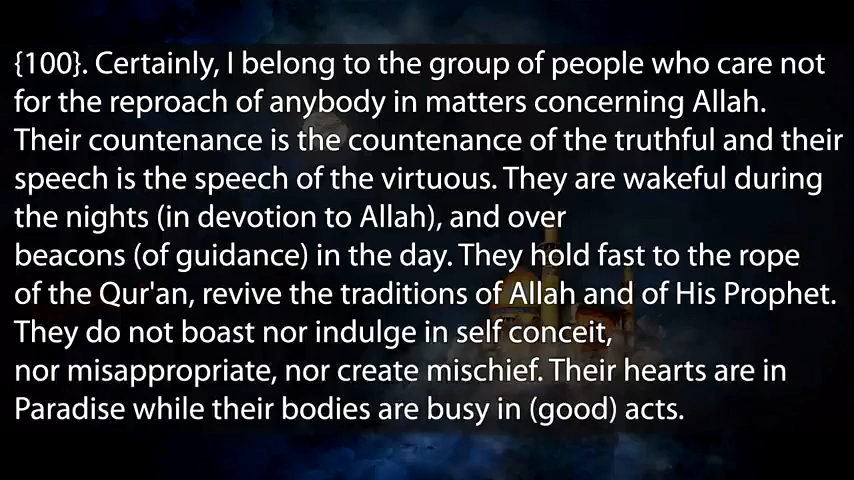 {100}. Certainly, I belong to the group of people who care not
for the reproach of anybody in matters concerning Allah.
Their countenance is the countenance of the truthful and their
speech is the speech of the virtuous. They are wakeful during
the nights (in devotion to Allah), and over
beacons (of guidance) in the day. They hold fast to the rope
of the Qur'an, revive the traditions of Allah and of His Prophet.
They do not boast nor indulge in self conceit,
nor misappropriate, nor create mischief. Their hearts are in
Paradise while their bodies are busy in (good) acts.